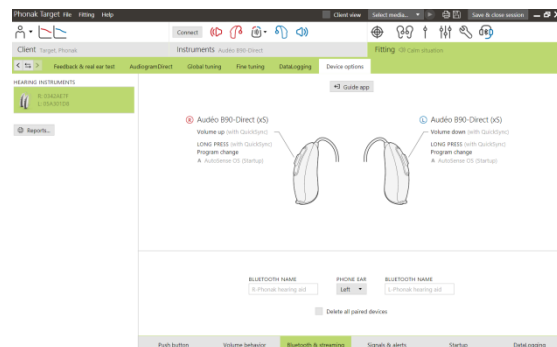 Phonak Target File Fitting Help
Client view Select media... Save & close session
Connect
Client Target, Phonak Instruments Audéo B90-Direct Fitting (3) Calm situation
Feedback & real ear test AudiogramDirect Global tuning Fine tuning DataLogging Device options
HEARING INSTRUMENTS
Guide app
Reports...
R Audéo B90-Direct (xS) L Audéo B90-Direct (xS)
Volume up (with QuickSync) Volume down (with QuickSync)
LONG PRESS (with QuickSync) LONG PRESS (with QuickSync)
Program change Program change
A AutoSense OS (Startup) A AutoSense OS (Startup)
BLUETOOTH NAME PHONE EAR BLUETOOTH NAME
R-Phonak hearing aid Left L-Phonak hearing aid
Delete all paired devices
Push button Volume behavior Bluetooth & streaming Signals & alerts Startup DataLogging